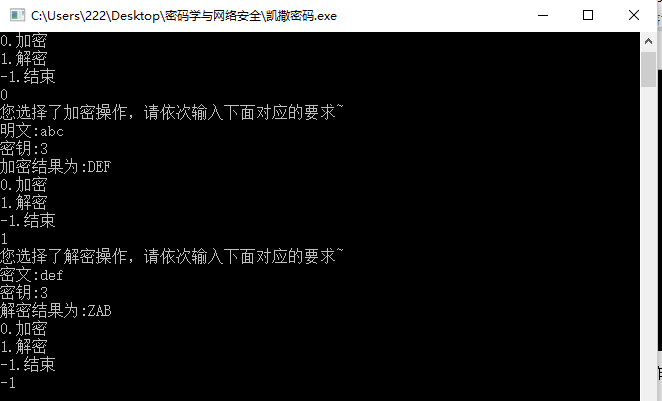 C:\Users\222\Desktop\密码学与网络安全\凯撒密码.exe
0.加密
1.解密
-1.结束
0
您选择了加密操作，请依次输入下面对应的要求~
明文:abc
密钥:3
加密结果为:DEF
0.加密
1.解密
-1.结束
1
您选择了解密操作，请依次输入下面对应的要求~
密文:def
密钥:3
解密结果为:ZAB
0.加密
1.解密
-1.结束
-1